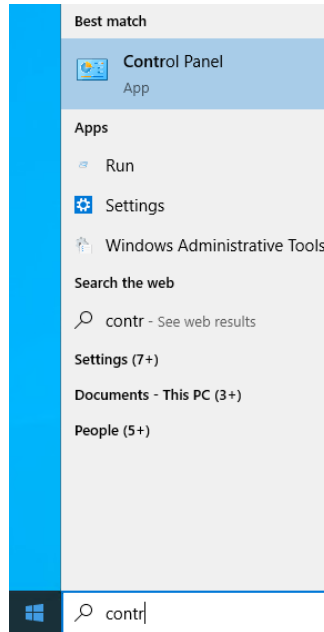 Best match
Control Panel
App
Apps
Run
Settings
Windows Administrative Tools
Search the web
contr - See web results
Settings (7+)
Documents - This PC (3+)
People (5+)
contr